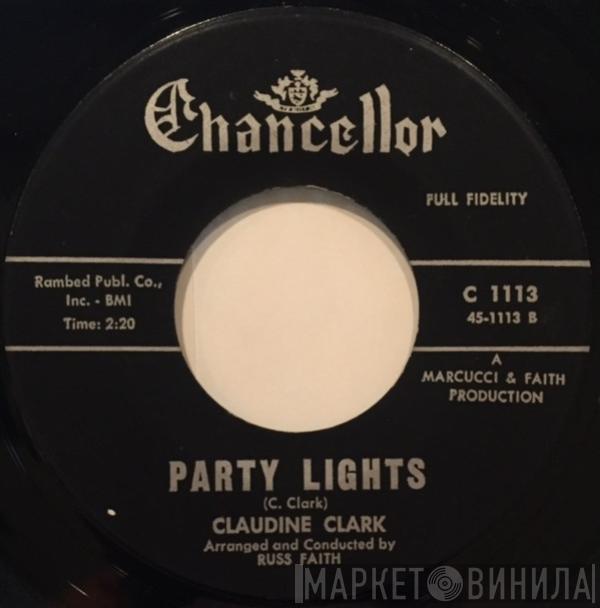 Chancellor
FULL FIDELITY
Rambed Publ. Co.,
Inc. - BMI
Time: 2:20
C 1113
45-1113 B
A
MARCUCCI & FAITH
PRODUCTION
PARTY LIGHTS
(C. Clark)
CLAUDINE CLARK
Arranged and Conducted by
RUSS FAITH
МАРКЕТ ВИНИЛА